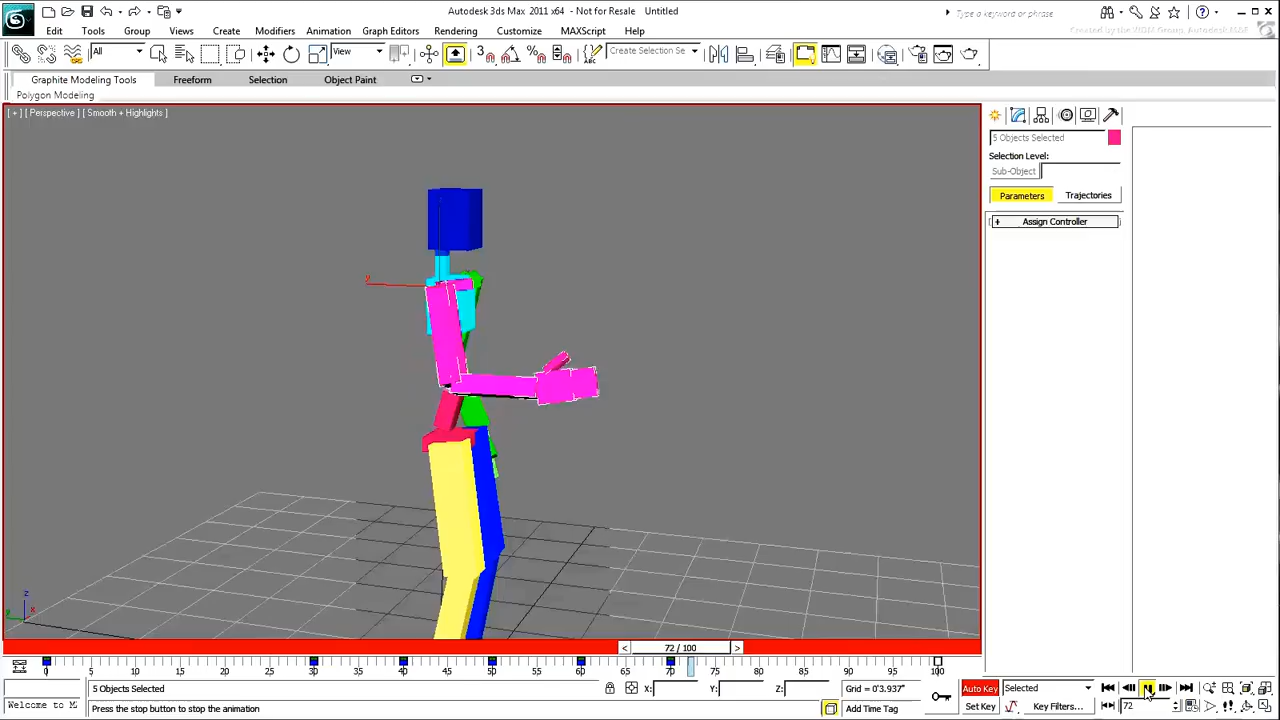 Autodesk 3ds Max 2011 x64 - Not for Resale Untitled
Type a keyword or phrase
Edit Tools Group Views Create Modifiers Animation Graph Editors Rendering Customize MAXScript Help
Created by the
All View Create Selection Se
Graphite Modeling Tools Freeform Selection Object Paint
Polygon Modeling
[ + ] [ Perspective ] [ Smooth + Highlights ]
5 Objects Selected
Selection Level:
Sub-Object
Parameters Trajectories
+ Assign Controller
y
z
y x
< 72 / 100 >
0 5 10 15 20 25 30 35 40 45 50 55 60 65 70 75 80 85 90 95 100
5 Objects Selected X: Y: Z: Grid = 0'3.937" Auto Key Selected
Welcome to M Press the stop button to stop the animation Add Time Tag Set Key Key Filters... 72